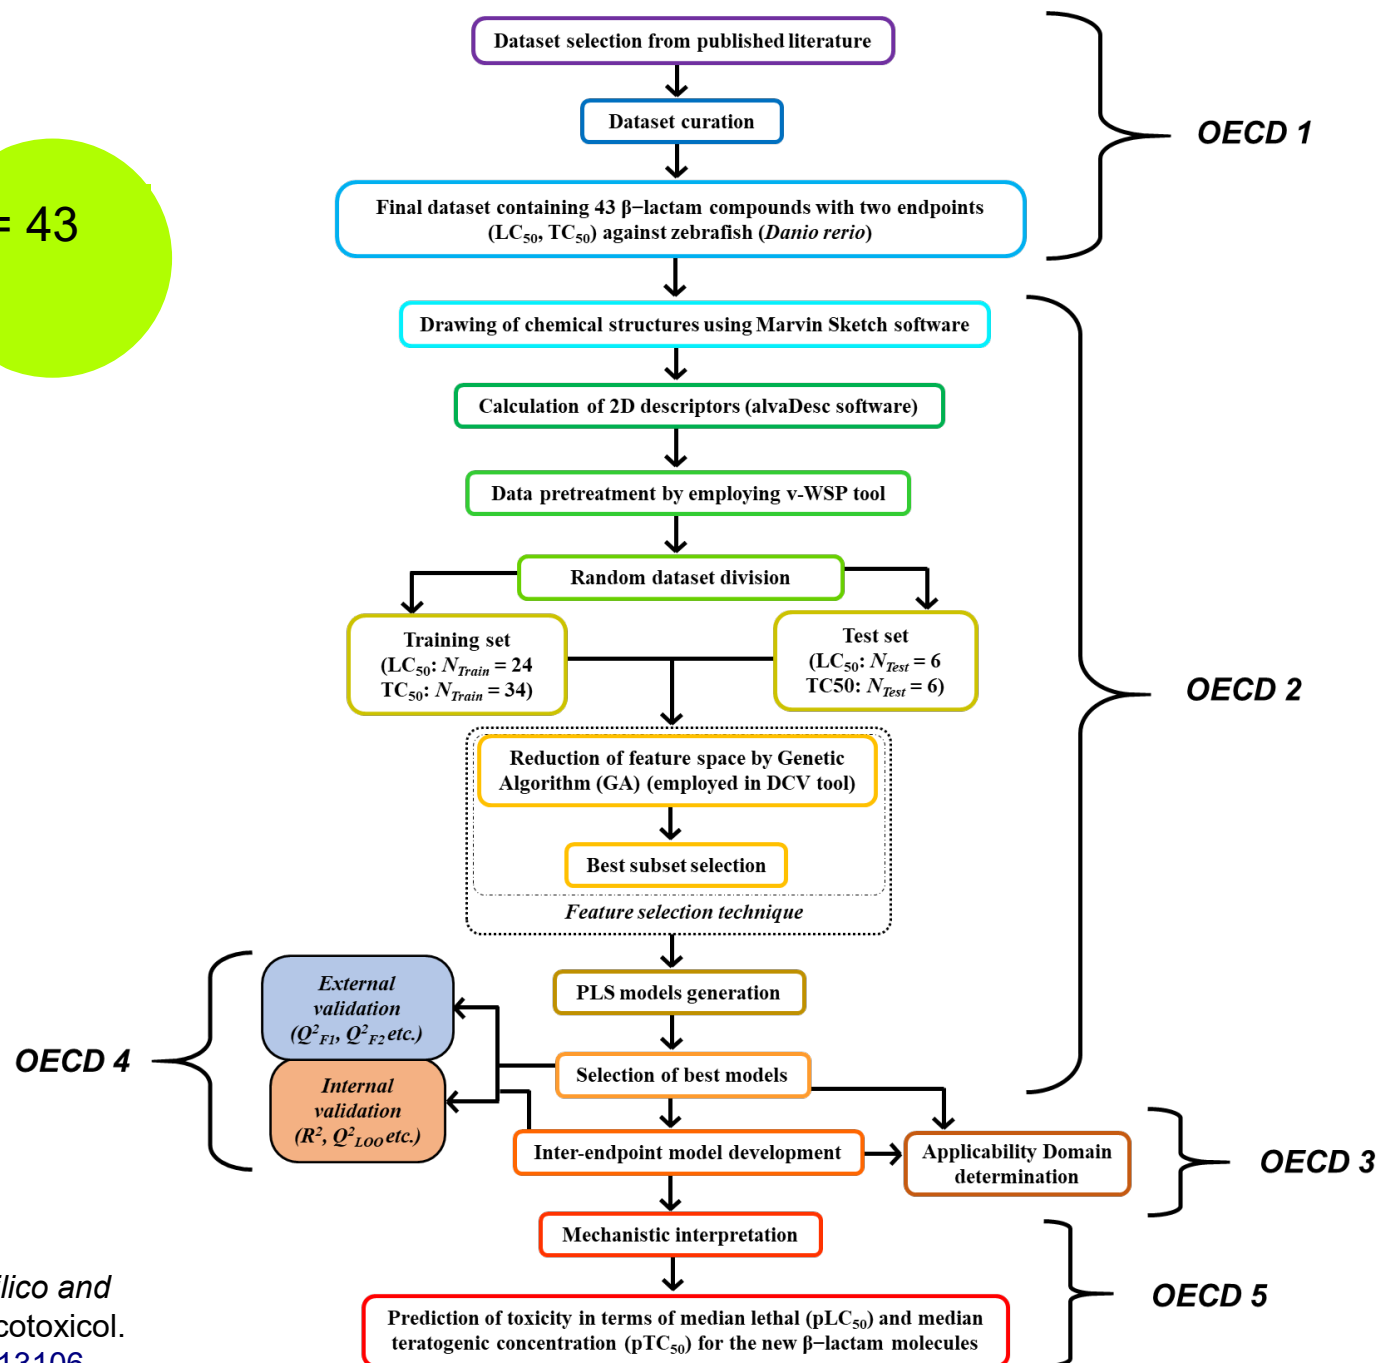 Dataset selection from published literature
OECD 1
Dataset curation
= 43
Final dataset containing 43 β−lactam compounds with two endpoints
(LC50, TC50) against zebrafish (Danio rerio)
Drawing of chemical structures using Marvin Sketch software
Calculation of 2D descriptors (alvaDesc software)
Data pretreatment by employing v-WSP tool
Random dataset division
Training set
(LC50: NTrain = 24
TC50: NTrain = 34)
Test set
(LC50: NTest = 6
TC50: NTest = 6)
OECD 2
Reduction of feature space by Genetic
Algorithm (GA) (employed in DCV tool)
Best subset selection
Feature selection technique
PLS models generation
External
validation
(Q²F1, Q²F2 etc.)
OECD 4
Internal
validation
(R², Q²LOO etc.)
Selection of best models
Inter-endpoint model development
Applicability Domain
determination
OECD 3
Mechanistic interpretation
OECD 5
Prediction of toxicity in terms of median lethal (pLC50) and median
teratogenic concentration (pTC50) for the new β−lactam molecules
lico and
cotoxicol.
13106